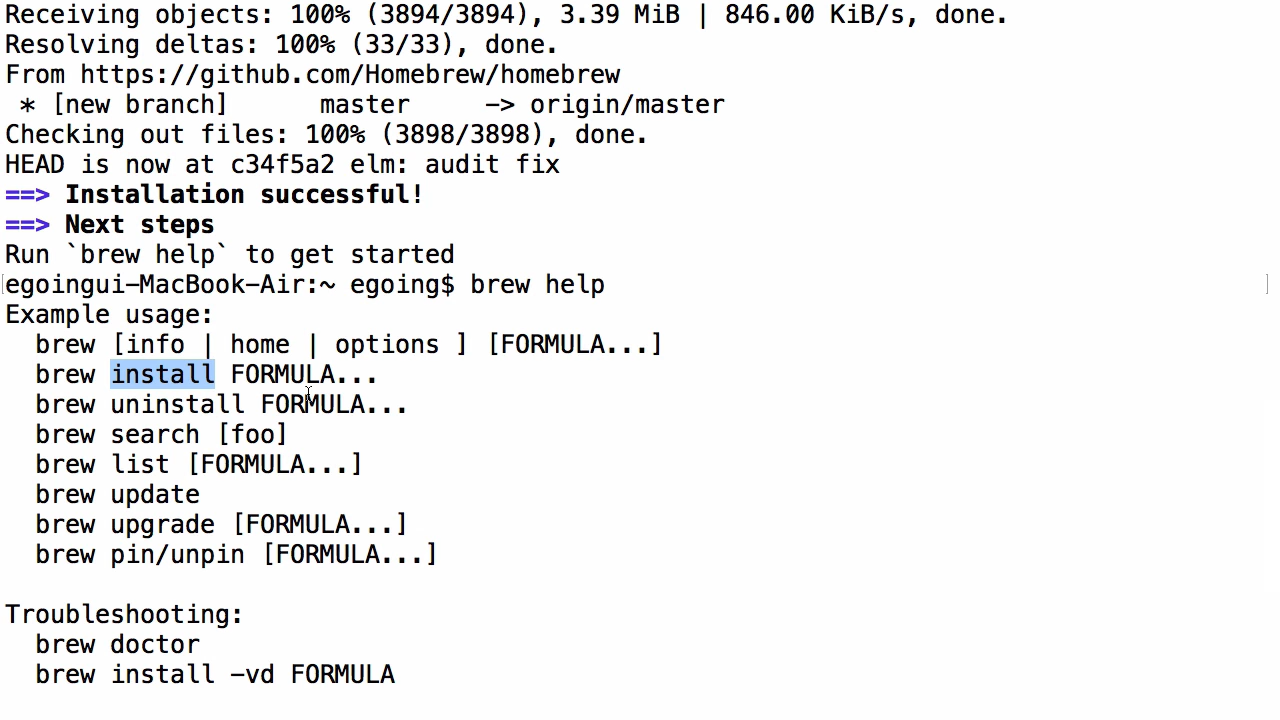 Receiving objects: 100% (3894/3894), 3.39 MiB | 846.00 KiB/s, done.
Resolving deltas: 100% (33/33), done.
From https://github.com/Homebrew/homebrew
 * [new branch]      master     -> origin/master
Checking out files: 100% (3898/3898), done.
HEAD is now at c34f5a2 elm: audit fix
==> Installation successful!
==> Next steps
Run `brew help` to get started
egoingui-MacBook-Air:~ egoing$ brew help
Example usage:
  brew [info | home | options ] [FORMULA...]
  brew install FORMULA...
  brew uninstall FORMULA...
  brew search [foo]
  brew list [FORMULA...]
  brew update
  brew upgrade [FORMULA...]
  brew pin/unpin [FORMULA...]

Troubleshooting:
  brew doctor
  brew install -vd FORMULA